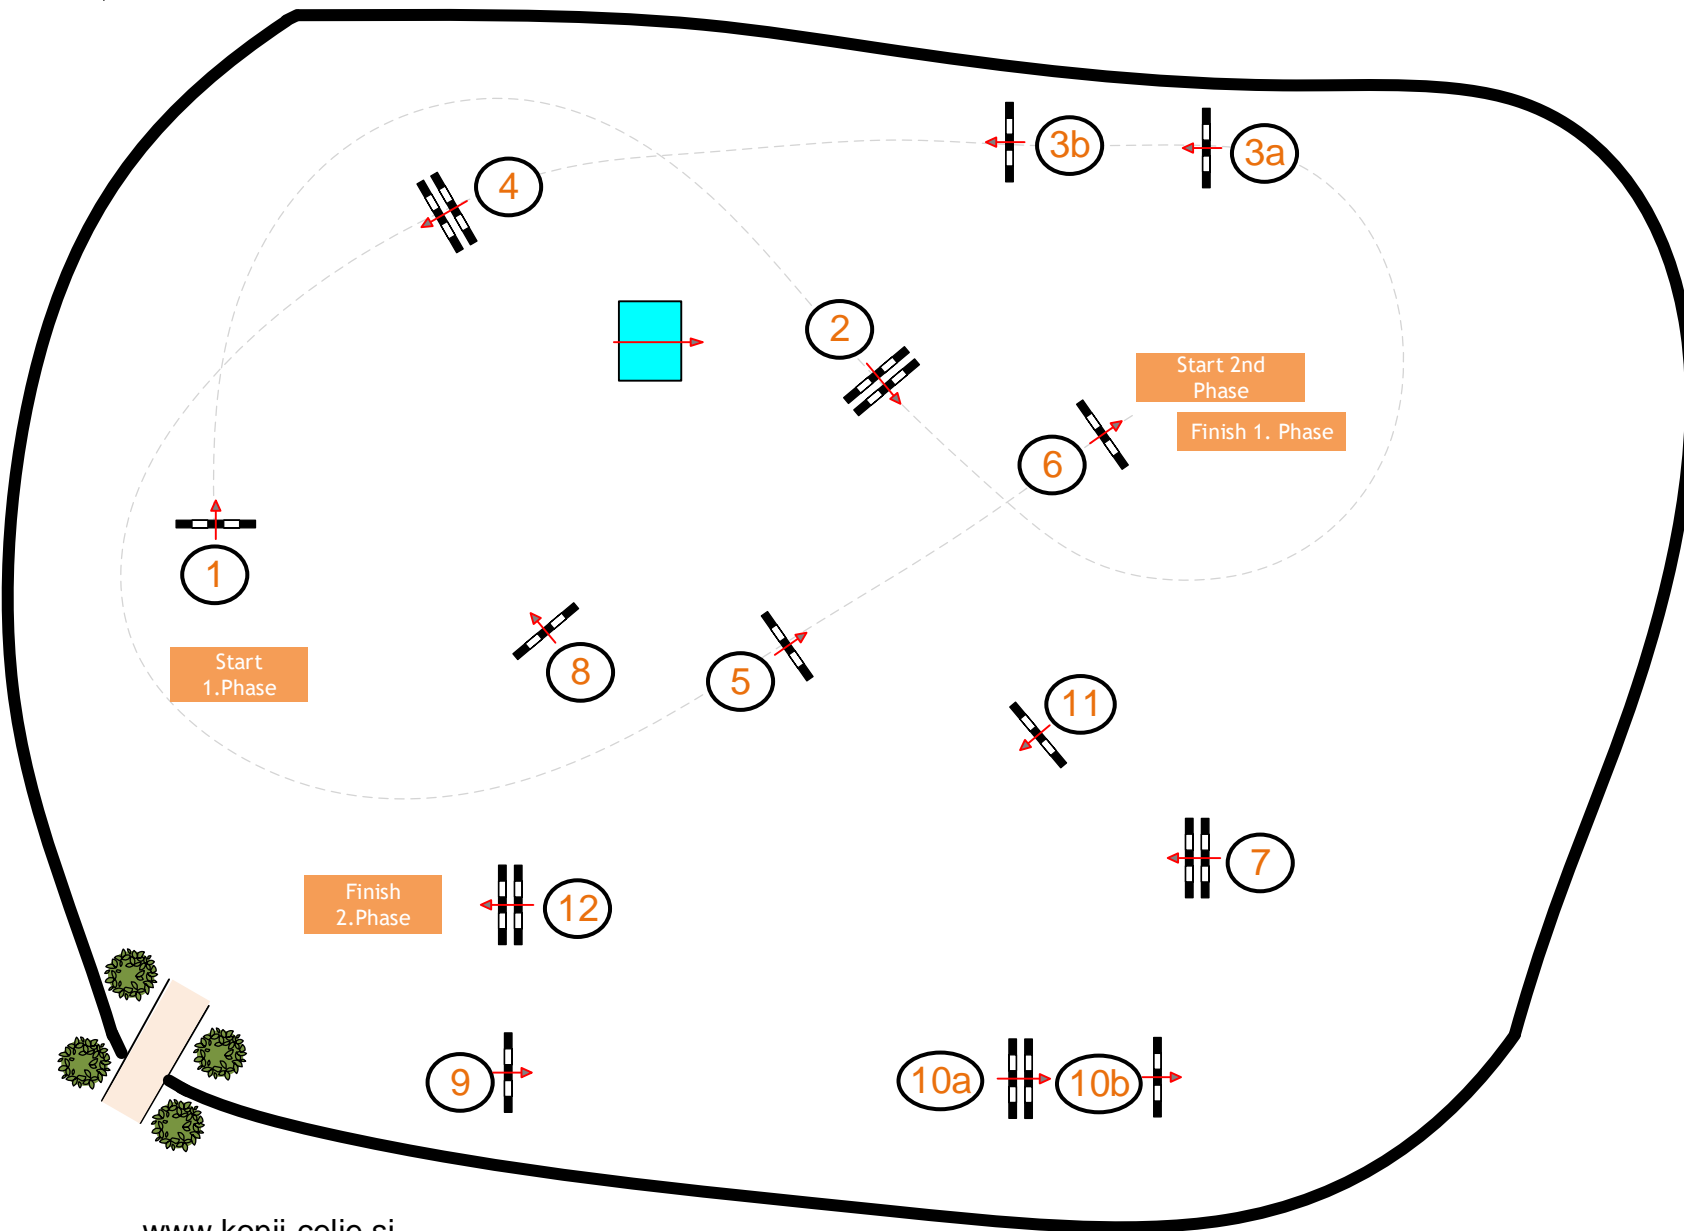 3b
3a
4
2
Start 2nd
Phase
Finish 1. Phase
6
1
Start
1.Phase
8
5
11
7
Finish
2.Phase
12
9
10a
10b